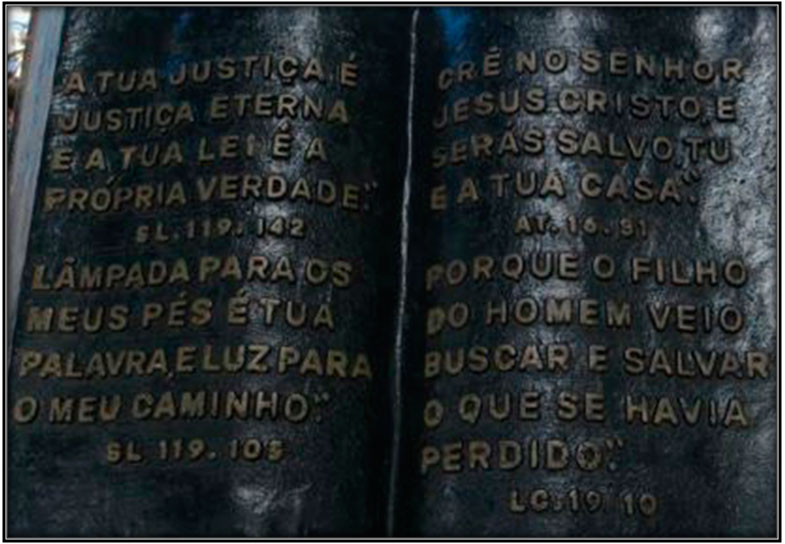 A TUA JUSTIÇA É
JUSTIÇA ETERNA
E A TUA LEI É A
PRÓPRIA VERDADE."
SL. 119. 142
LÂMPADA PARA OS
MEUS PÉS É TUA
PALAVRA, E LUZ PARA
O MEU CAMINHO."
SL 119. 105
CRÊ NO SENHOR
JESUS CRISTO, E
SERÁS SALVO, TU
E A TUA CASA".
AT. 16. 31
PORQUE O FILHO
DO HOMEM VEIO
BUSCAR E SALVAR
O QUE SE HAVIA
PERDIDO."
LC. 19 10